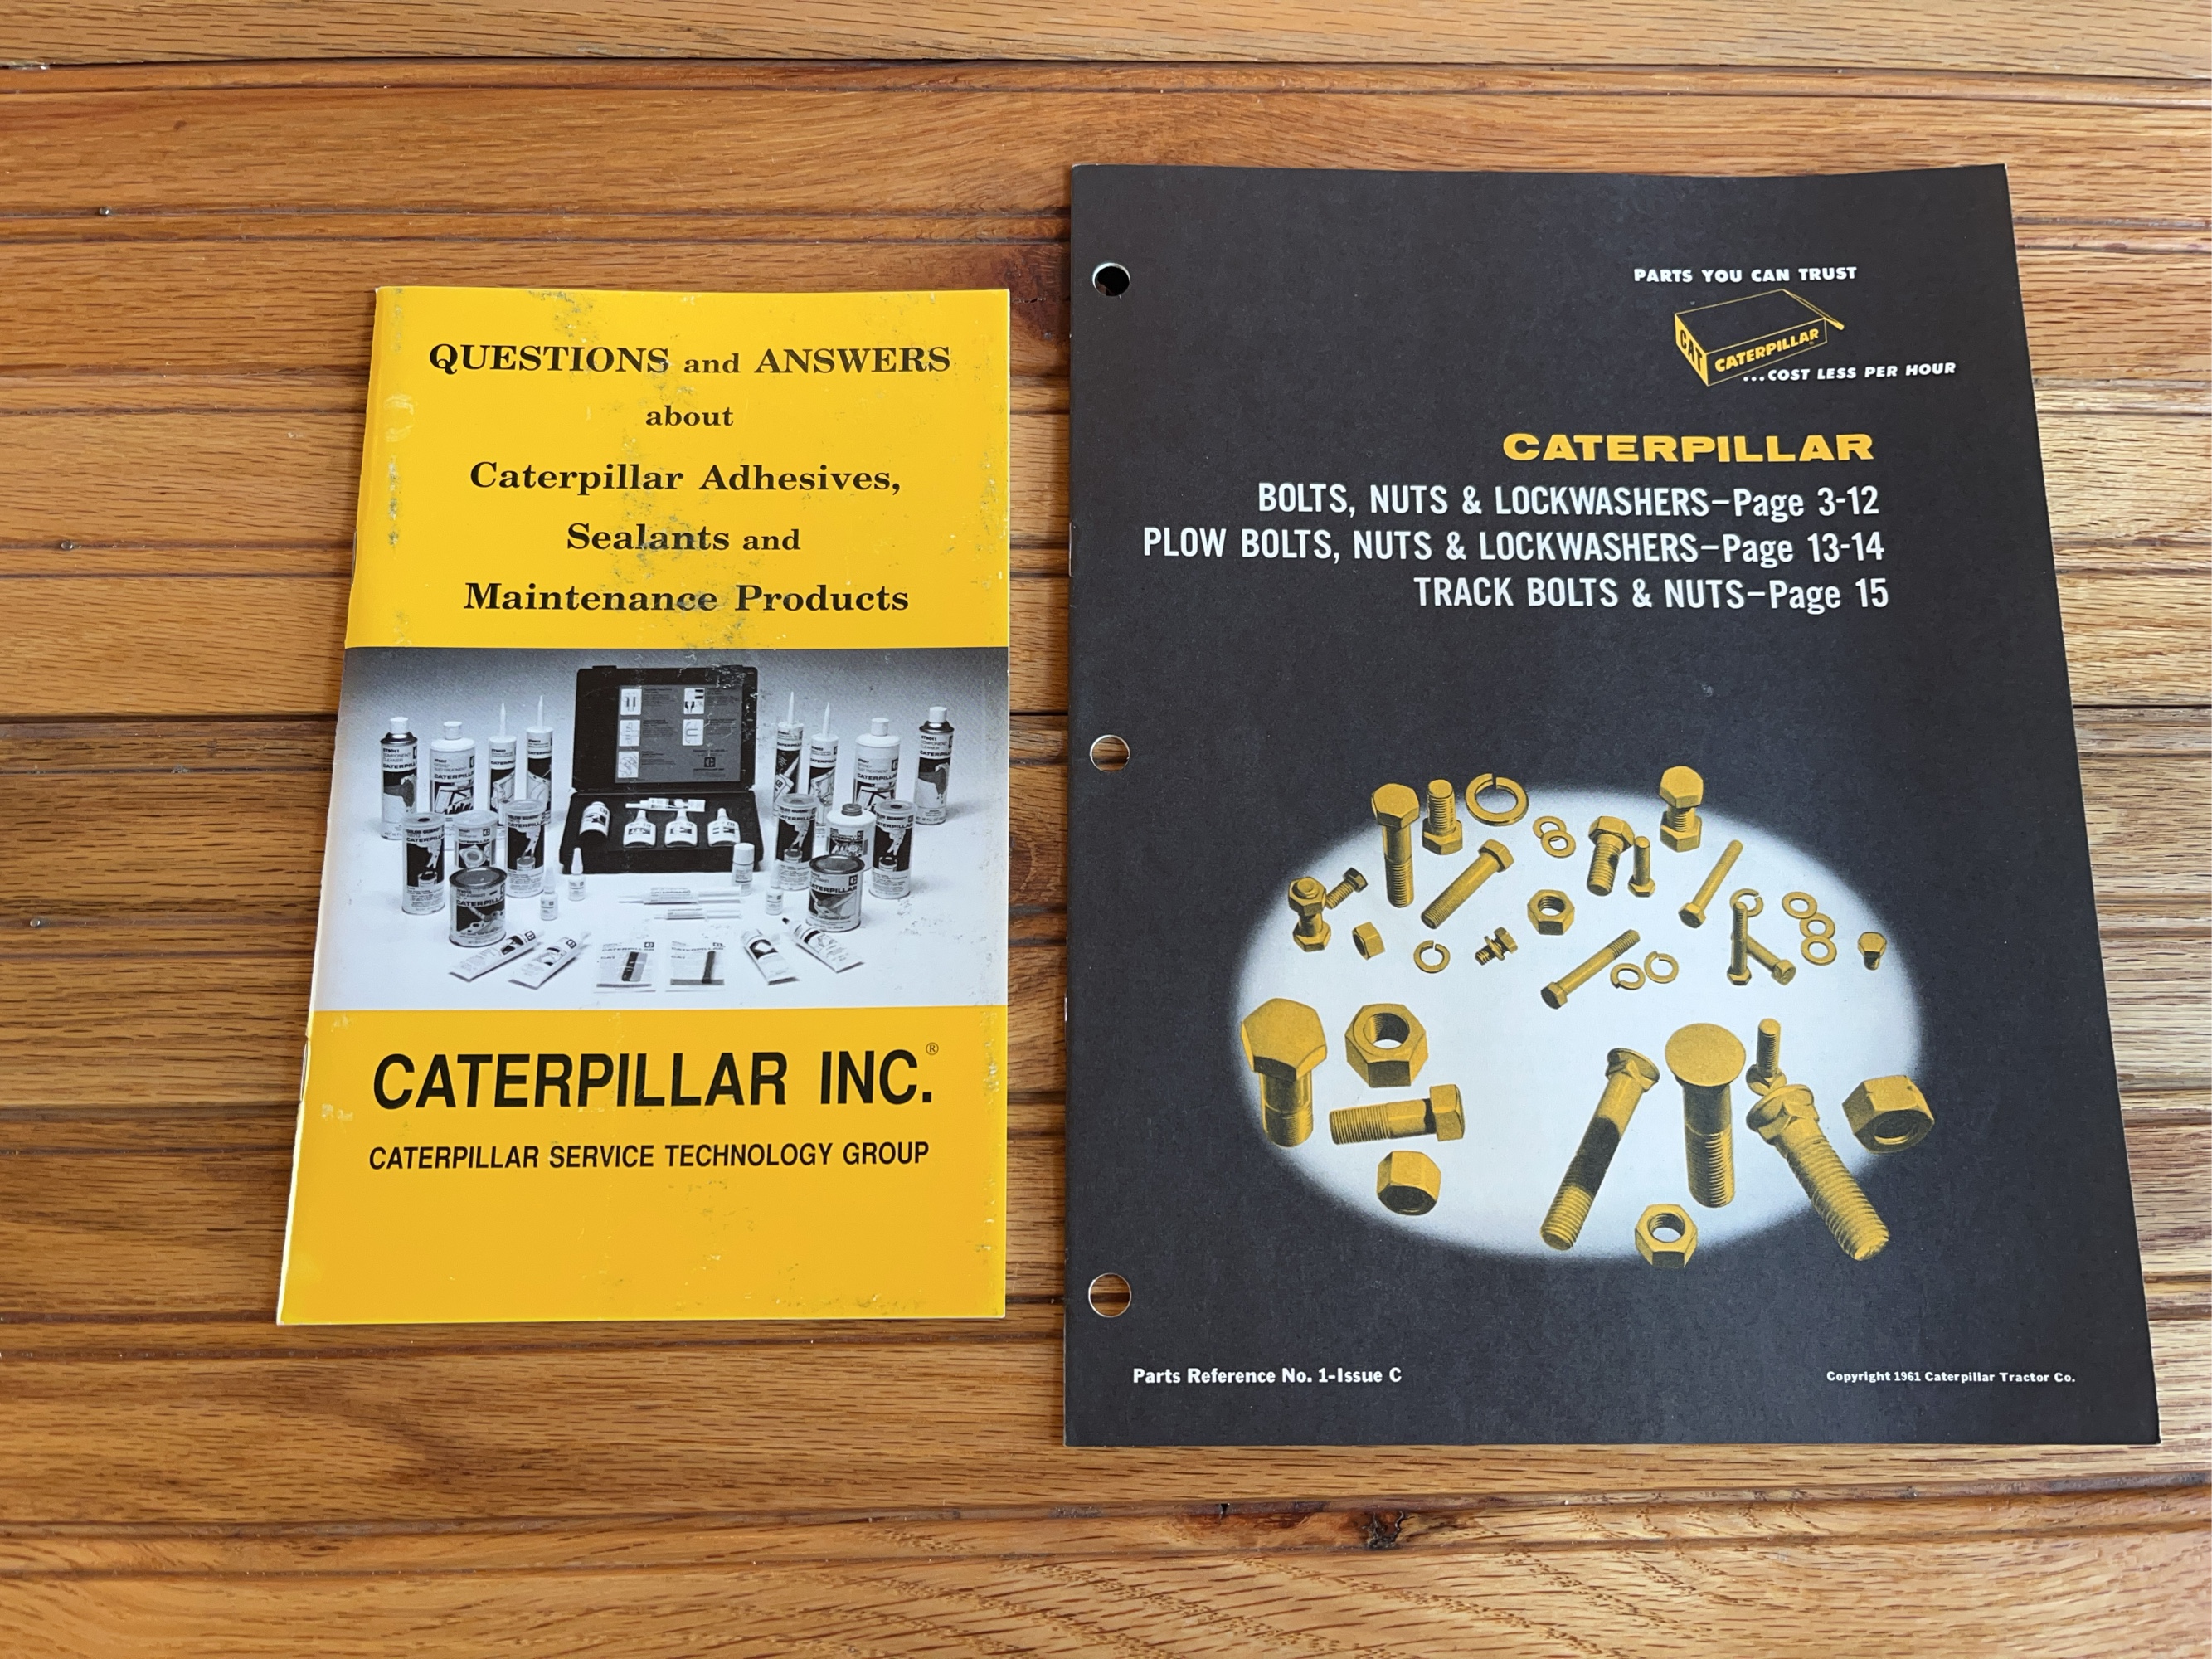 QUESTIONS and ANSWERS
about
Caterpillar Adhesives,
Sealants and
Maintenance Products
CATERPILLAR INC.®
CATERPILLAR SERVICE TECHNOLOGY GROUP
PARTS YOU CAN TRUST
CAT CATERPILLAR
...COST LESS PER HOUR
CATERPILLAR
BOLTS, NUTS & LOCKWASHERS—Page 3-12
PLOW BOLTS, NUTS & LOCKWASHERS—Page 13-14
TRACK BOLTS & NUTS—Page 15
Parts Reference No. 1-Issue C
Copyright 1961 Caterpillar Tractor Co.